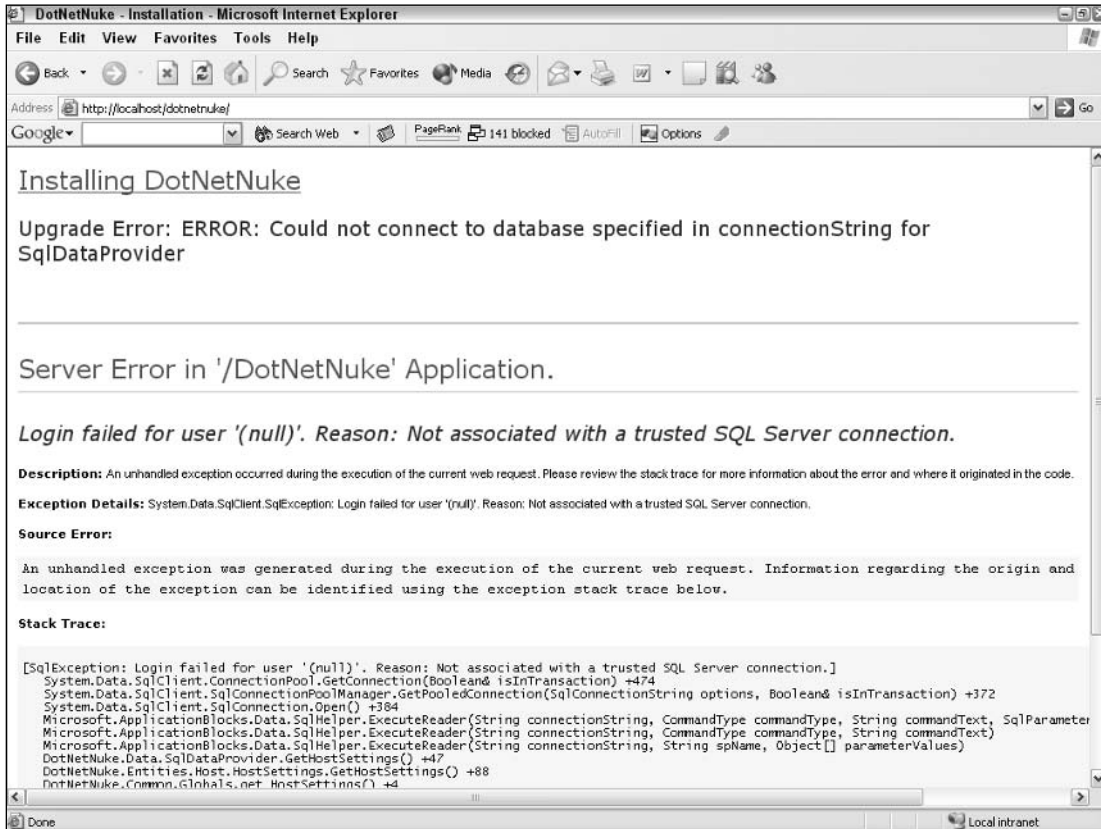 DotNetNuke - Installation - Microsoft Internet Explorer
File Edit View Favorites Tools Help
Back Search Favorites Media
Address http://localhost/dotnetnuke/ Go
Google Search Web PageRank 141 blocked AutoFill Options
Installing DotNetNuke
Upgrade Error: ERROR: Could not connect to database specified in connectionString for
SqlDataProvider
Server Error in '/DotNetNuke' Application.
Login failed for user '(null)'. Reason: Not associated with a trusted SQL Server connection.
Description: An unhandled exception occurred during the execution of the current web request. Please review the stack trace for more information about the error and where it originated in the code.
Exception Details: System.Data.SqlClient.SqlException: Login failed for user '(null)'. Reason: Not associated with a trusted SQL Server connection.
Source Error:
An unhandled exception was generated during the execution of the current web request. Information regarding the origin and
location of the exception can be identified using the exception stack trace below.
Stack Trace:
[SqlException: Login failed for user '(null)'. Reason: Not associated with a trusted SQL Server connection.]
System.Data.SqlClient.ConnectionPool.GetConnection(Boolean& isInTransaction) +474
System.Data.SqlClient.SqlConnectionPoolManager.GetPooledConnection(SqlConnectionString options, Boolean& isInTransaction) +372
System.Data.SqlClient.SqlConnection.Open() +384
Microsoft.ApplicationBlocks.Data.SqlHelper.ExecuteReader(String connectionString, CommandType commandType, String commandText, SqlParameter
Microsoft.ApplicationBlocks.Data.SqlHelper.ExecuteReader(String connectionString, CommandType commandType, String commandText)
Microsoft.ApplicationBlocks.Data.SqlHelper.ExecuteReader(String connectionString, String spName, Object[] parameterValues)
DotNetNuke.Data.SqlDataProvider.GetHostSettings() +47
DotNetNuke.Entities.Host.HostSettings.GetHostSettings() +88
DotNetNuke.Common.Globals.get_HostSettings() +4
Done Local intranet